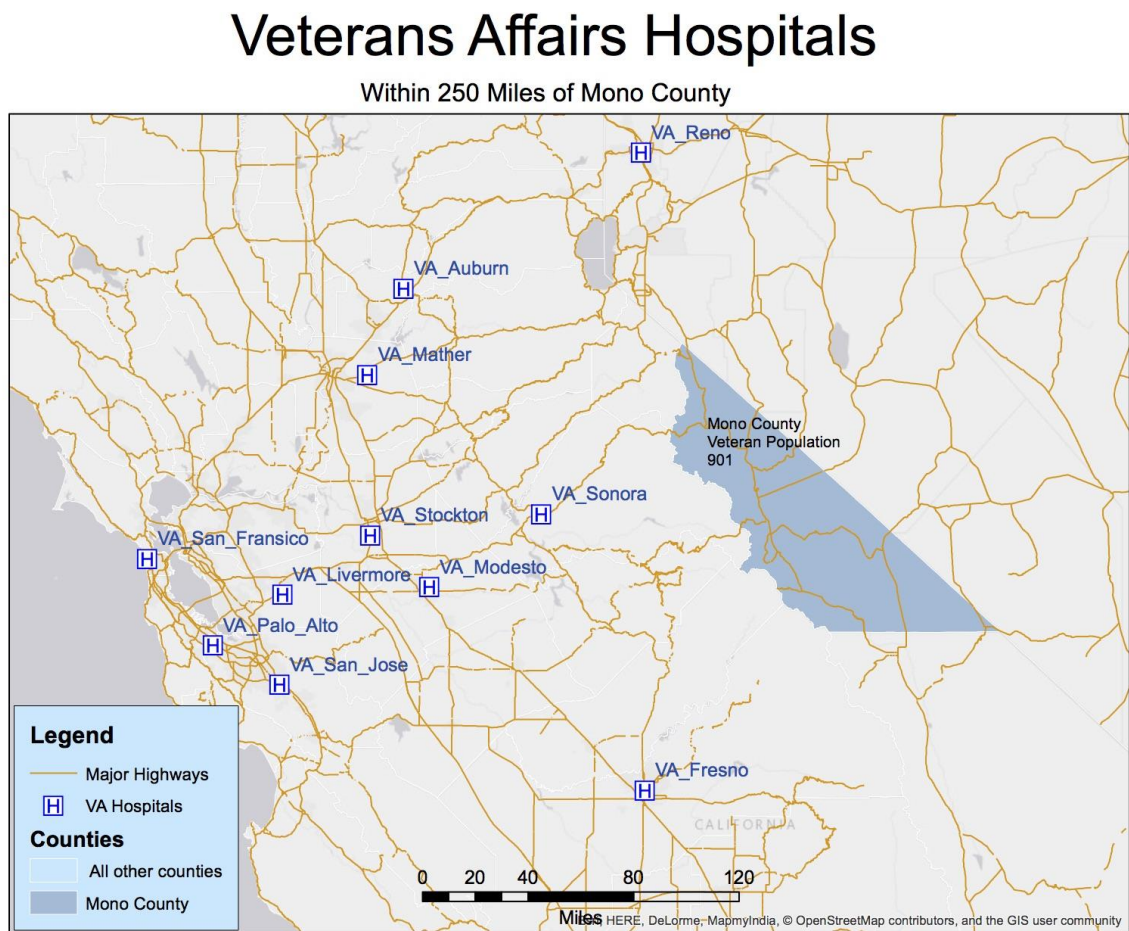 Veterans Affairs Hospitals
Within 250 Miles of Mono County
VA_Reno
H
VA_Auburn
H
VA_Mather
H
Mono County
Veteran Population
901
VA_Sonora
H
VA_Stockton
H
VA_San_Fransico
H
VA_Livermore
H
VA_Modesto
H
VA_Palo_Alto
H
VA_San_Jose
H
VA_Fresno
H
CALIFORNIA
Legend
Major Highways
H VA Hospitals
Counties
All other counties
Mono County
0 20 40 80 120
Miles
HERE, DeLorme, MapmyIndia, © OpenStreetMap contributors, and the GIS user community